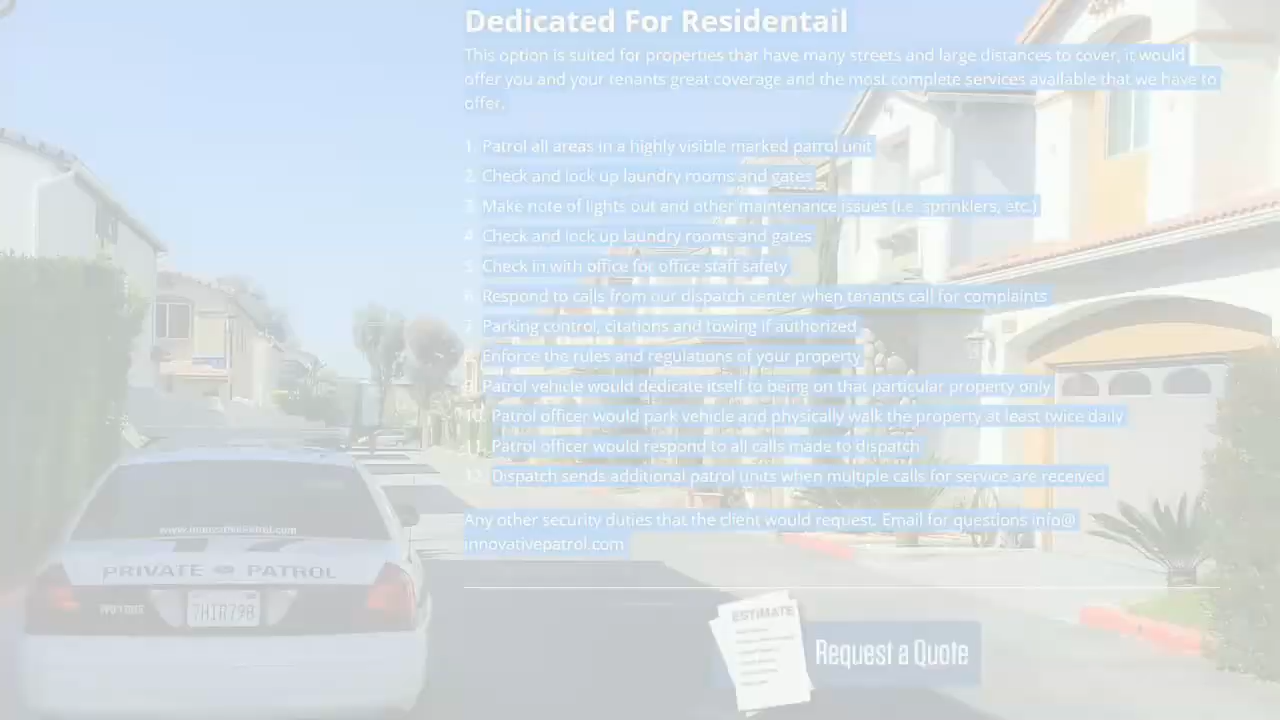 Dedicated For Residentail
This option is suited for properties that have many streets and large distances to cover, it would
offer you and your tenants great coverage and the most complete services available that we have to
offer.
1. Patrol all areas in a highly visible marked patrol unit
2. Check and lock up laundry rooms and gates
3. Make note of lights out and other maintenance issues (i.e. sprinklers, etc.)
4. Check and lock up laundry rooms and gates
5. Check in with office for office staff safety
6. Respond to calls from our dispatch center when tenants call for complaints
7. Parking control, citations and towing if authorized
Enforce the rules and regulations of your property
9. Patrol vehicle would dedicate itself to being on that particular property only
10. Patrol officer would park vehicle and physically walk the property at least twice daily
Patrol officer would respond to all calls made to dispatch
12. Dispatch sends additional patrol units when multiple calls for service are received
Any other security duties that the client would request. Email for questions info@
innovativepatrol.com
www.innovativepatrol.com
PRIVATE PATROL
7HIR798
ESTIMATE
Request a Quote